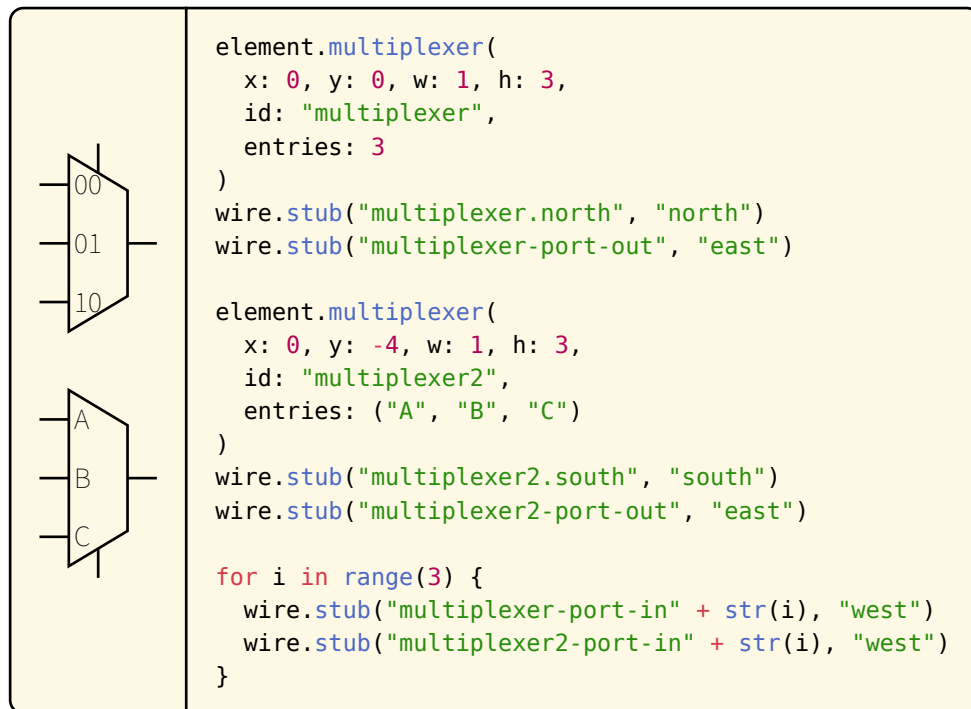 00
01
10
A
B
C
element.multiplexer(
  x: 0, y: 0, w: 1, h: 3,
  id: "multiplexer",
  entries: 3
)
wire.stub("multiplexer.north", "north")
wire.stub("multiplexer-port-out", "east")

element.multiplexer(
  x: 0, y: -4, w: 1, h: 3,
  id: "multiplexer2",
  entries: ("A", "B", "C")
)
wire.stub("multiplexer2.south", "south")
wire.stub("multiplexer2-port-out", "east")

for i in range(3) {
  wire.stub("multiplexer-port-in" + str(i), "west")
  wire.stub("multiplexer2-port-in" + str(i), "west")
}